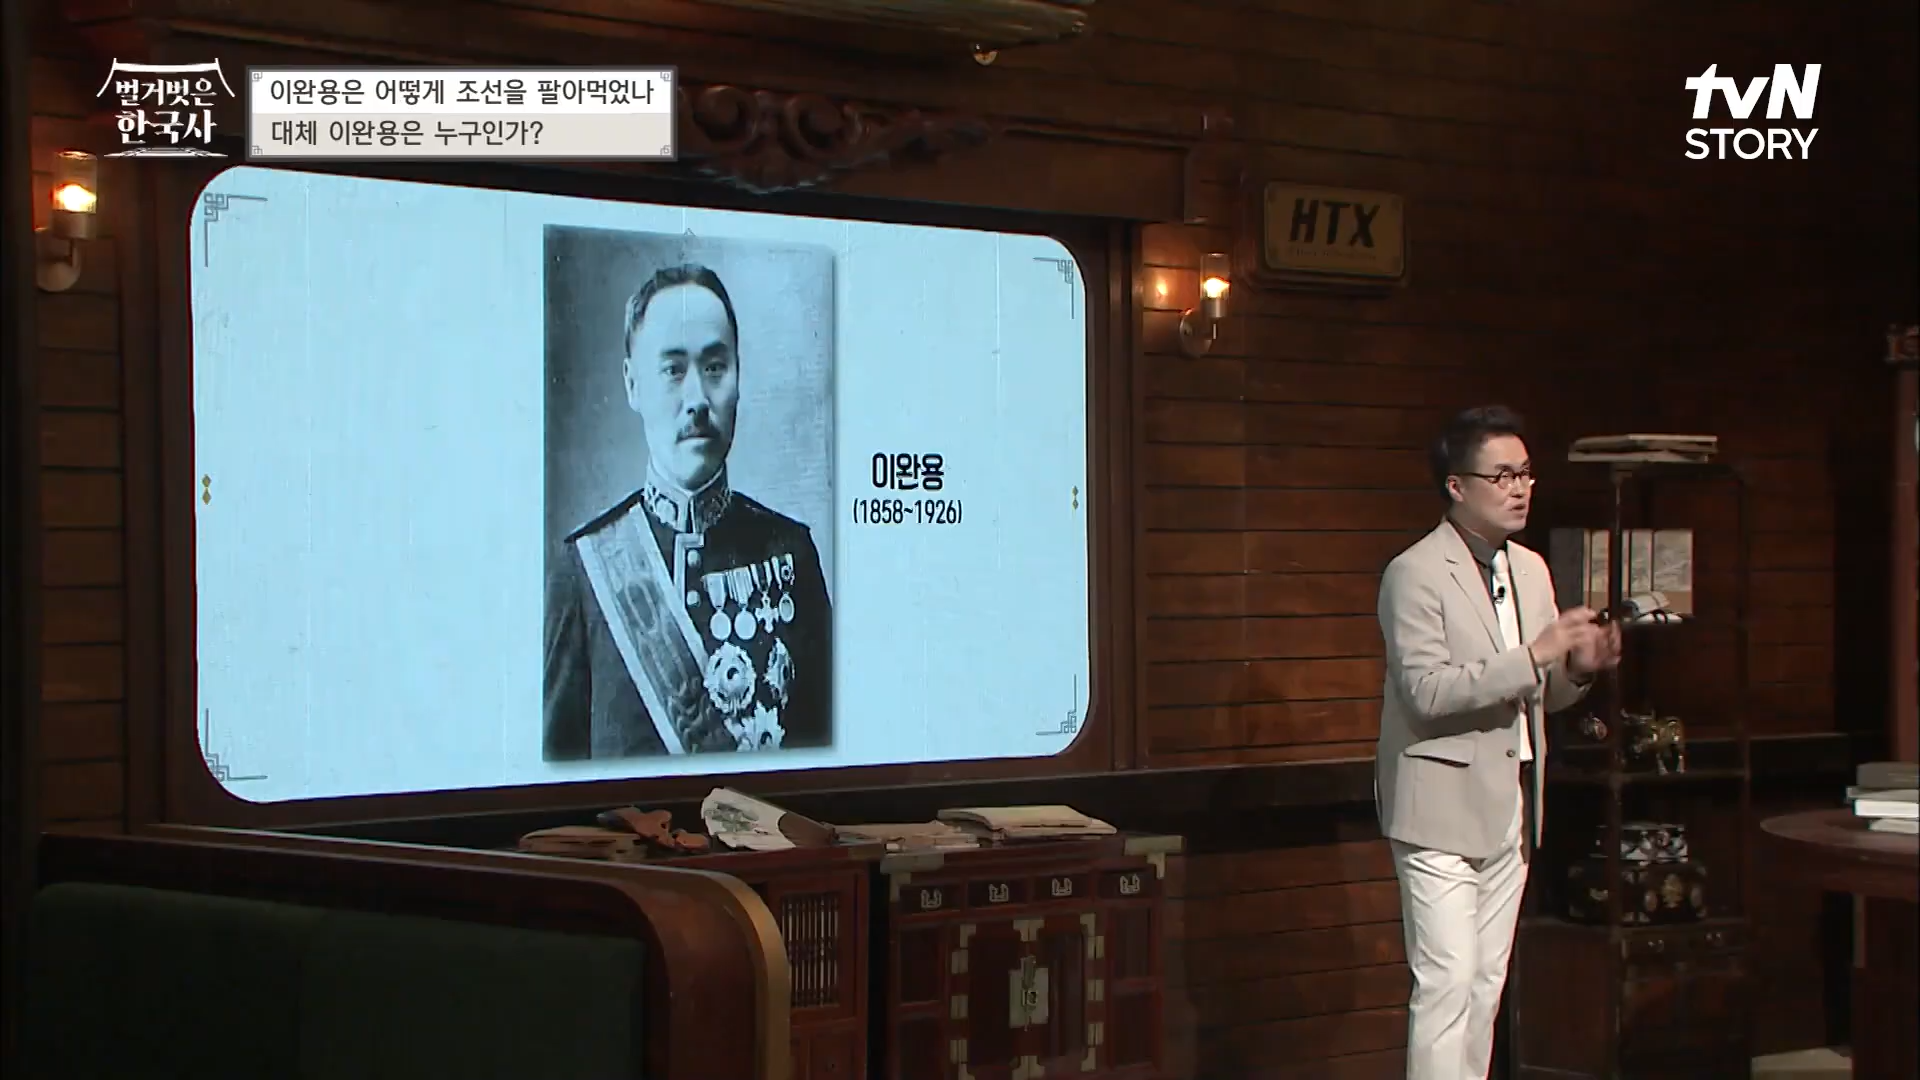 벌거벗은
한국사
이완용은 어떻게 조선을 팔아먹었나
대체 이완용은 누구인가?
tvN
STORY
HTX
이완용
(1858~1926)